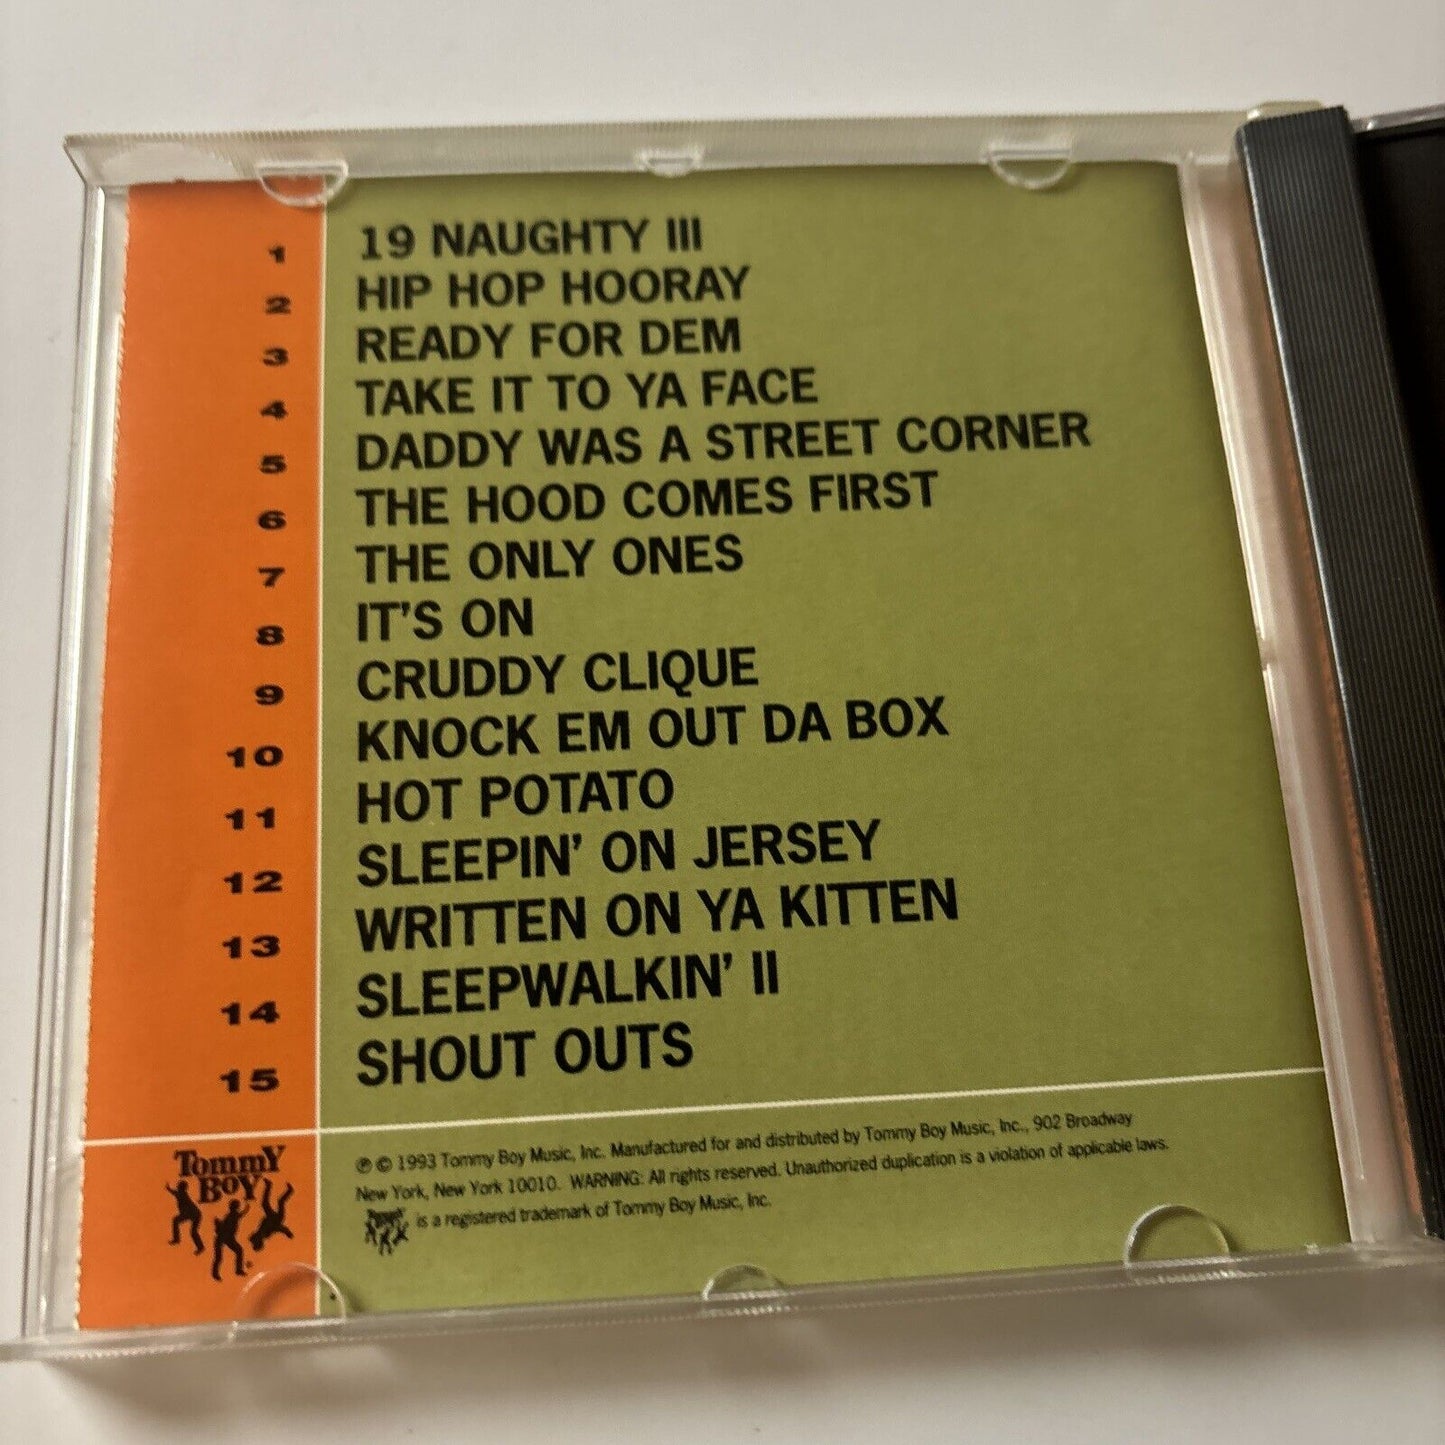 1 19 NAUGHTY III
2 HIP HOP HOORAY
3 READY FOR DEM
4 TAKE IT TO YA FACE
5 DADDY WAS A STREET CORNER
6 THE HOOD COMES FIRST
7 THE ONLY ONES
8 IT'S ON
9 CRUDDY CLIQUE
10 KNOCK EM OUT DA BOX
11 HOT POTATO
12 SLEEPIN' ON JERSEY
13 WRITTEN ON YA KITTEN
14 SLEEPWALKIN' II
15 SHOUT OUTS
TOMMY
BOY
℗ © 1993 Tommy Boy Music, Inc. Manufactured for and distributed by Tommy Boy Music, Inc., 902 Broadway
New York, New York 10010. WARNING: All rights reserved. Unauthorized duplication is a violation of applicable laws.
is a registered trademark of Tommy Boy Music, Inc.